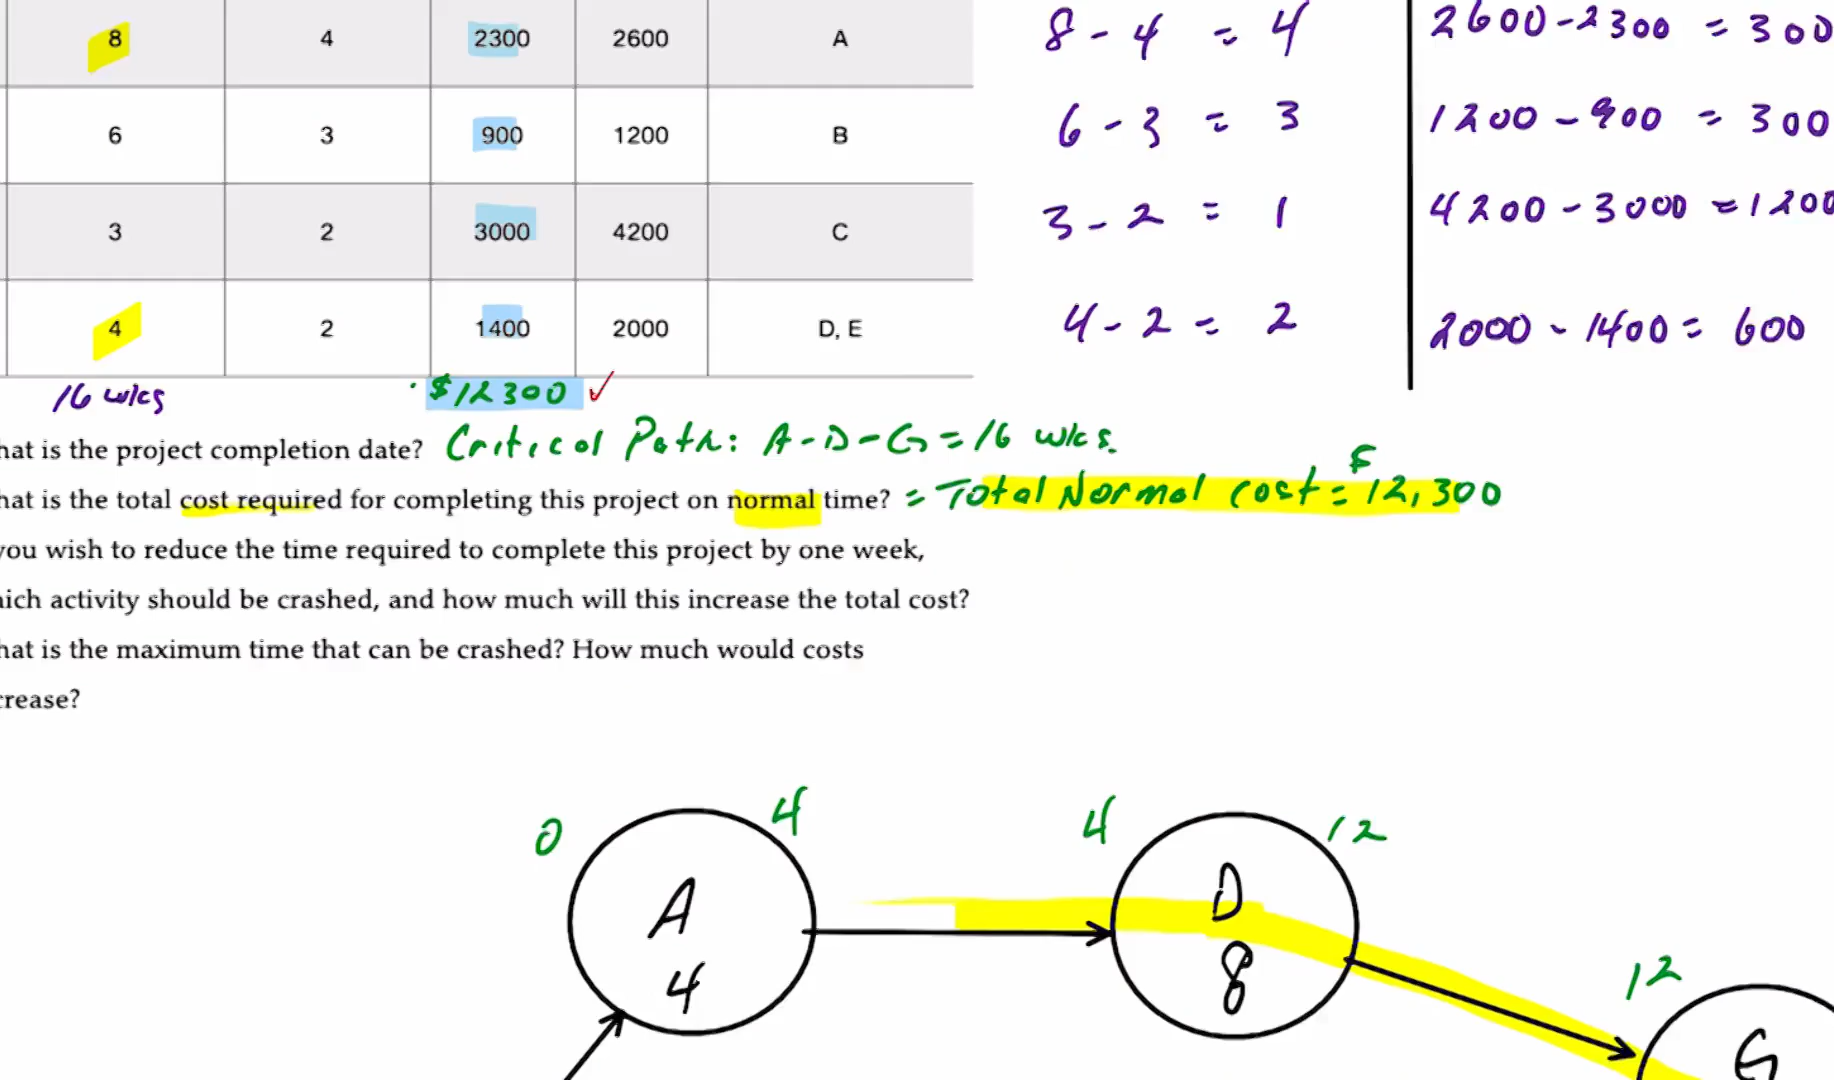 8 4 2300 2600 A 8 - 4 = 4 2600 - 2300 = 300
6 3 900 1200 B 6 - 3 = 3 1200 - 900 = 300
3 2 3000 4200 C 3 - 2 = 1 4200 - 3000 = 1200
4 2 1400 2000 D, E 4 - 2 = 2 2000 - 1400 = 600
16 wks $12300 ✓
hat is the project completion date? Critical Path: A-D-G = 16 wks.
hat is the total cost required for completing this project on normal time? = Total Normal cost = $12,300
you wish to reduce the time required to complete this project by one week,
ich activity should be crashed, and how much will this increase the total cost?
hat is the maximum time that can be crashed? How much would costs
crease?
0 4 4 12
A D
4 8 12
G